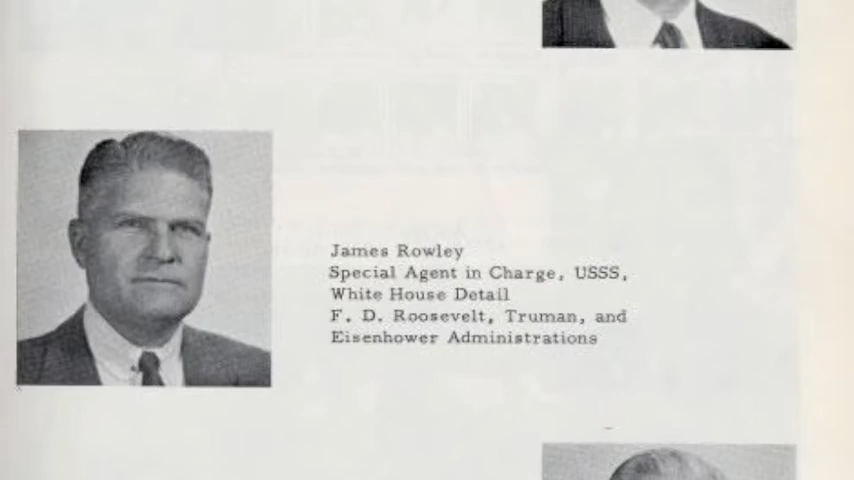 James Rowley
Special Agent in Charge, USSS,
White House Detail
F. D. Roosevelt, Truman, and
Eisenhower Administrations